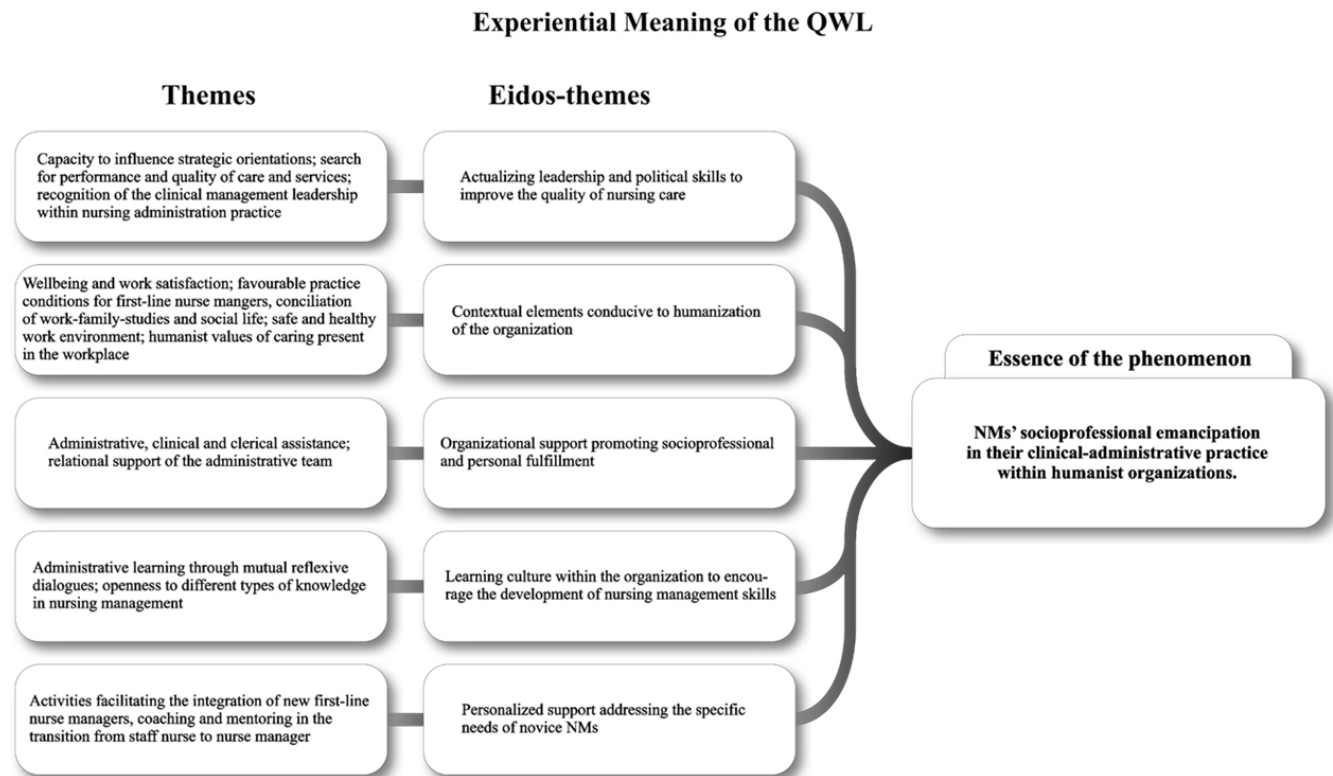 Experiential Meaning of the QWL
Themes
Eidos-themes
Capacity to influence strategic orientations; search
for performance and quality of care and services;
recognition of the clinical management leadership
within nursing administration practice
Actualizing leadership and political skills to
improve the quality of nursing care
Wellbeing and work satisfaction; favourable practice
conditions for first-line nurse mangers, conciliation
of work-family-studies and social life; safe and healthy
work environment; humanist values of caring present
in the workplace
Contextual elements conducive to humanization
of the organization
Administrative, clinical and clerical assistance;
relational support of the administrative team
Organizational support promoting socioprofessional
and personal fulfillment
Administrative learning through mutual reflexive
dialogues; openness to different types of knowledge
in nursing management
Learning culture within the organization to encou-
rage the development of nursing management skills
Activities facilitating the integration of new first-line
nurse managers, coaching and mentoring in the
transition from staff nurse to nurse manager
Personalized support addressing the specific
needs of novice NMs
Essence of the phenomenon
NMs' socioprofessional emancipation
in their clinical-administrative practice
within humanist organizations.